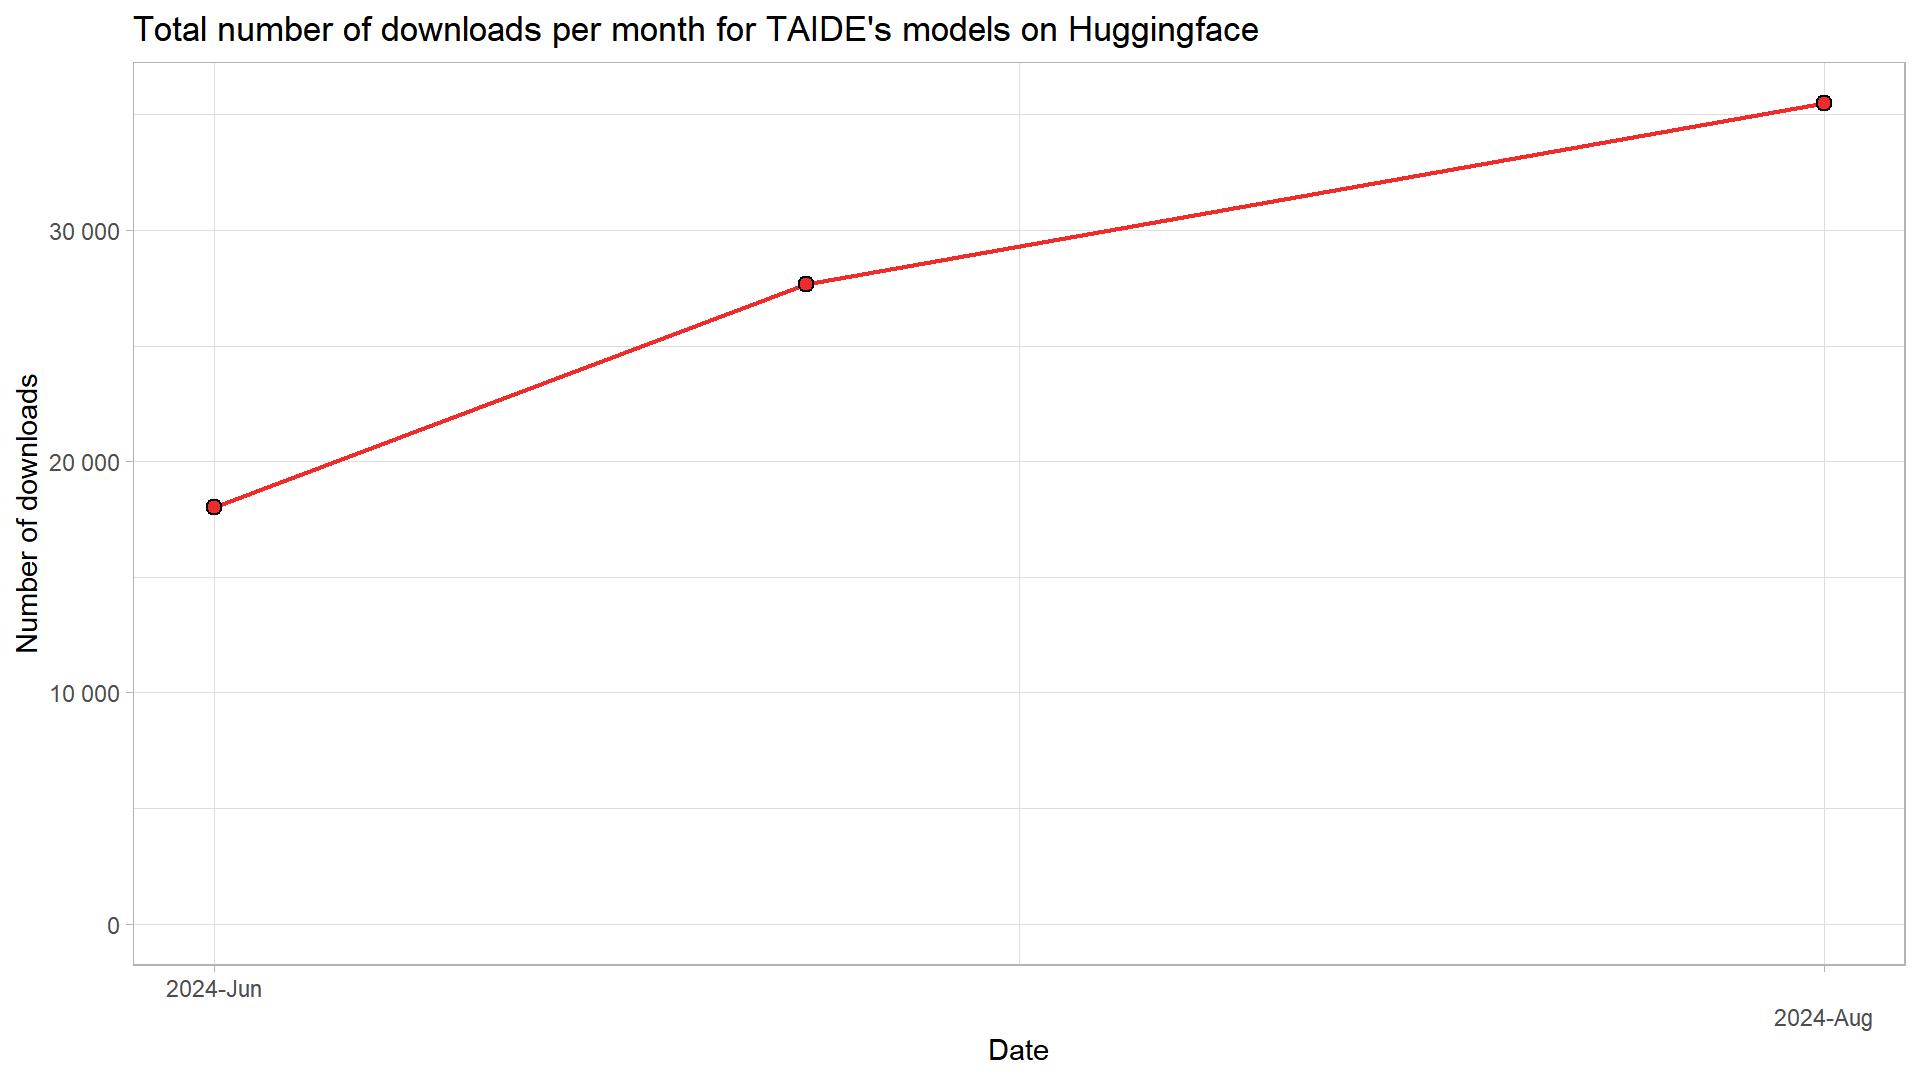 Total number of downloads per month for TAIDE's models on Huggingface
Number of downloads
30 000
20 000
10 000
0
2024-Jun
2024-Aug
Date